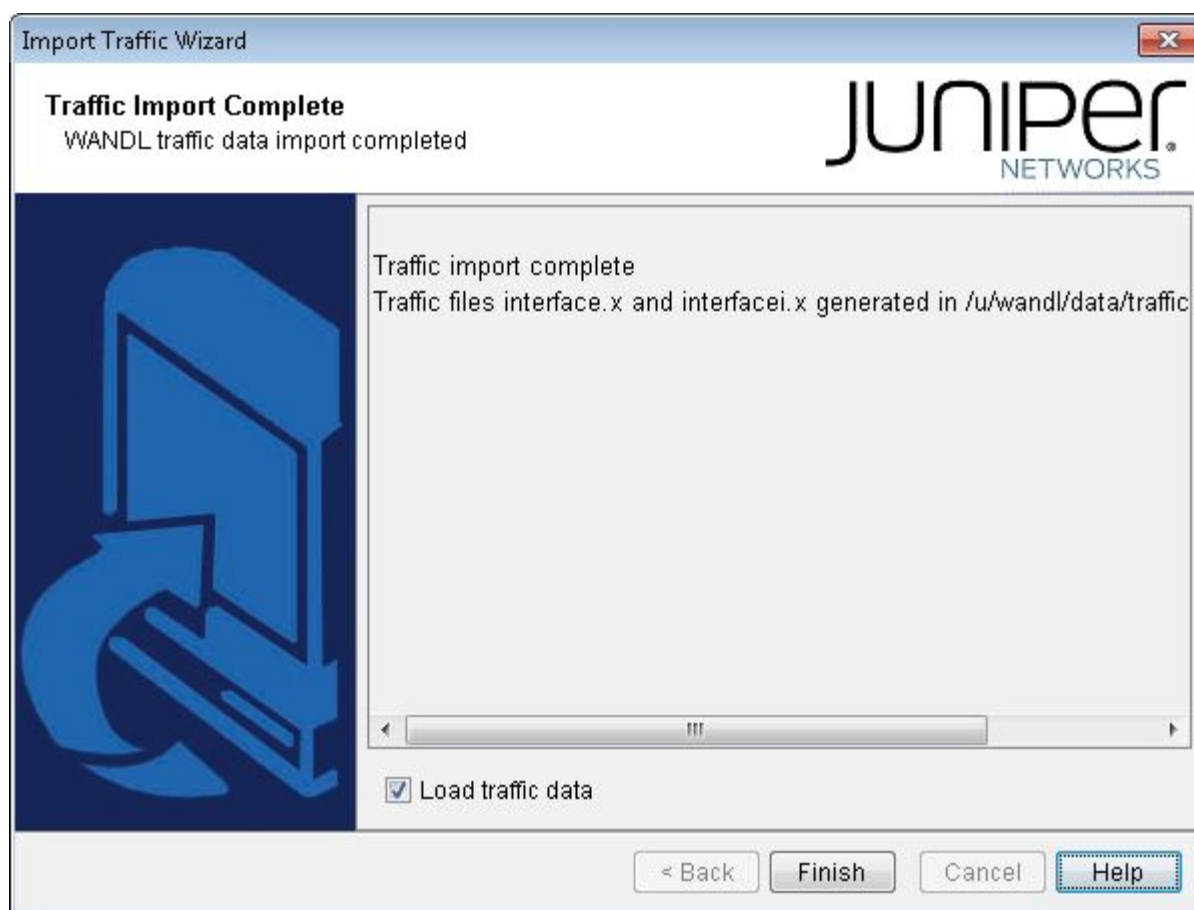 Import Traffic Wizard
Traffic Import Complete
WANDL traffic data import completed
JUNIPER
NETWORKS
Traffic import complete
Traffic files interface.x and interfacei.x generated in /u/wandl/data/traffic
Load traffic data
< Back Finish Cancel Help